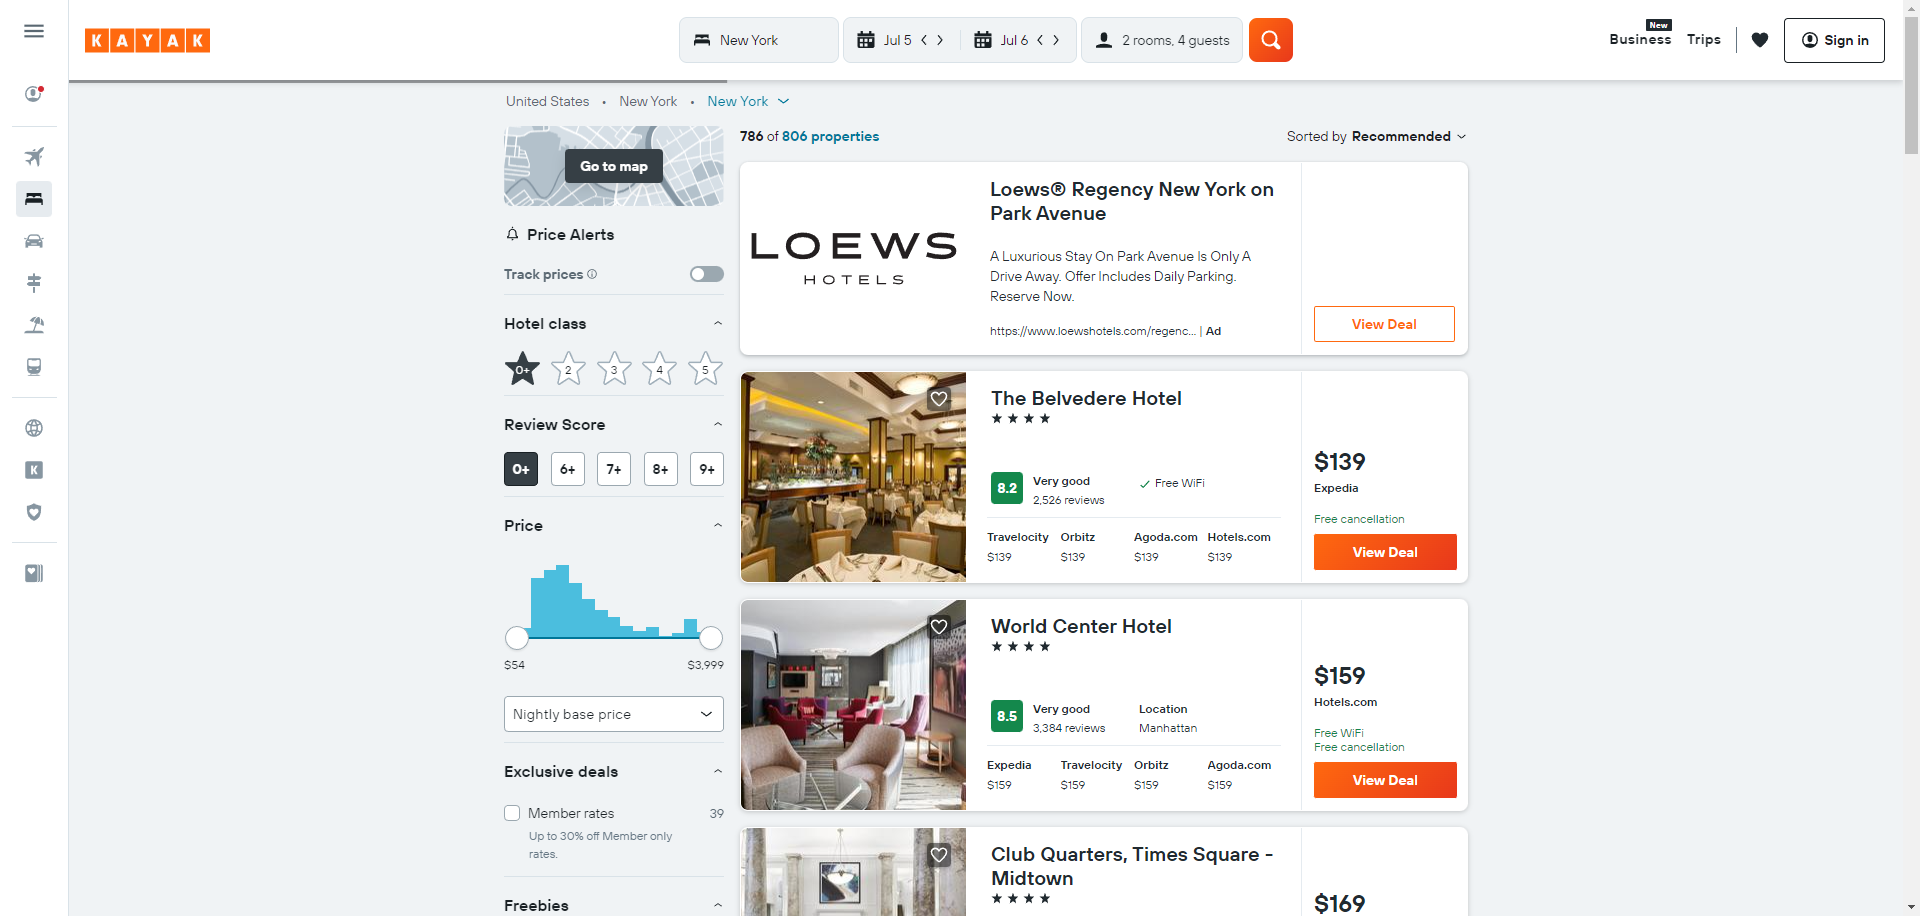 KAYAK
New York
Jul 5
Jul 6
2 rooms, 4 guests
New
Business
Trips
Sign in
United States • New York • New York
Go to map
Price Alerts
Track prices
Hotel class
0+ 2 3 4 5
Review Score
0+ 6+ 7+ 8+ 9+
Price
$54 $3,999
Nightly base price
Exclusive deals
Member rates 39
Up to 30% off Member only
rates.
Freebies
786 of 806 properties
Sorted by Recommended
LOEWS
HOTELS
Loews® Regency New York on
Park Avenue
A Luxurious Stay On Park Avenue Is Only A
Drive Away. Offer Includes Daily Parking.
Reserve Now.
https://www.loewshotels.com/regenc... | Ad
View Deal
The Belvedere Hotel
8.2
Very good
2,526 reviews
Free WiFi
Travelocity Orbitz Agoda.com Hotels.com
$139 $139 $139 $139
$139
Expedia
Free cancellation
View Deal
World Center Hotel
8.5
Very good
3,384 reviews
Location
Manhattan
Expedia Travelocity Orbitz Agoda.com
$159 $159 $159 $159
$159
Hotels.com
Free WiFi
Free cancellation
View Deal
Club Quarters, Times Square -
Midtown
$169
K